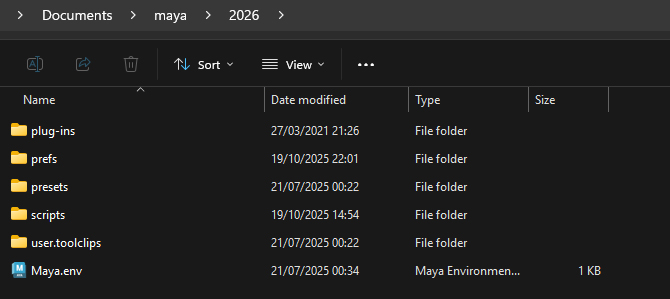 Documents maya 2026
Sort View
Name Date modified Type Size
plug-ins 27/03/2021 21:26 File folder
prefs 19/10/2025 22:01 File folder
presets 21/07/2025 00:22 File folder
scripts 19/10/2025 14:54 File folder
user.toolclips 21/07/2025 00:22 File folder
Maya.env 21/07/2025 00:34 Maya Environmen... 1 KB